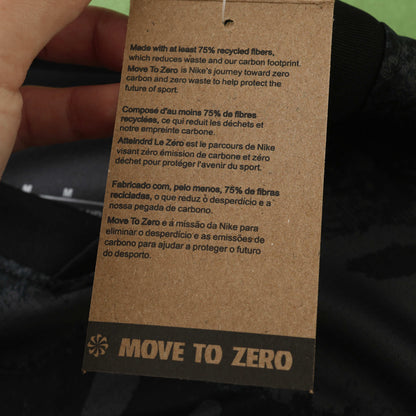 Made with at least 75% recycled fibers,
which reduces waste and our carbon footprint.
Move To Zero is Nike's journey toward zero
carbon and zero waste to help protect the
future of sport.
Composé d'au moins 75% de fibres
recyclées, ce qui reduit les déchets et
notre empreinte carbone.
Atteindrd Le Zéro est le parcours de Nike
visant zéro émission de carbone et zéro
déchet pour protéger l'avenir du sport.
Fabricado com, pelo menos, 75% de fibras
recicladas, o que reduz ò desperdício e a
nossa pegada de carbono.
Move To Zero e á missão da Nike para
eliminar o desperdício e as emissões de
carbono para ajudar a proteger o futuro
do desporto.
MOVE TO ZERO